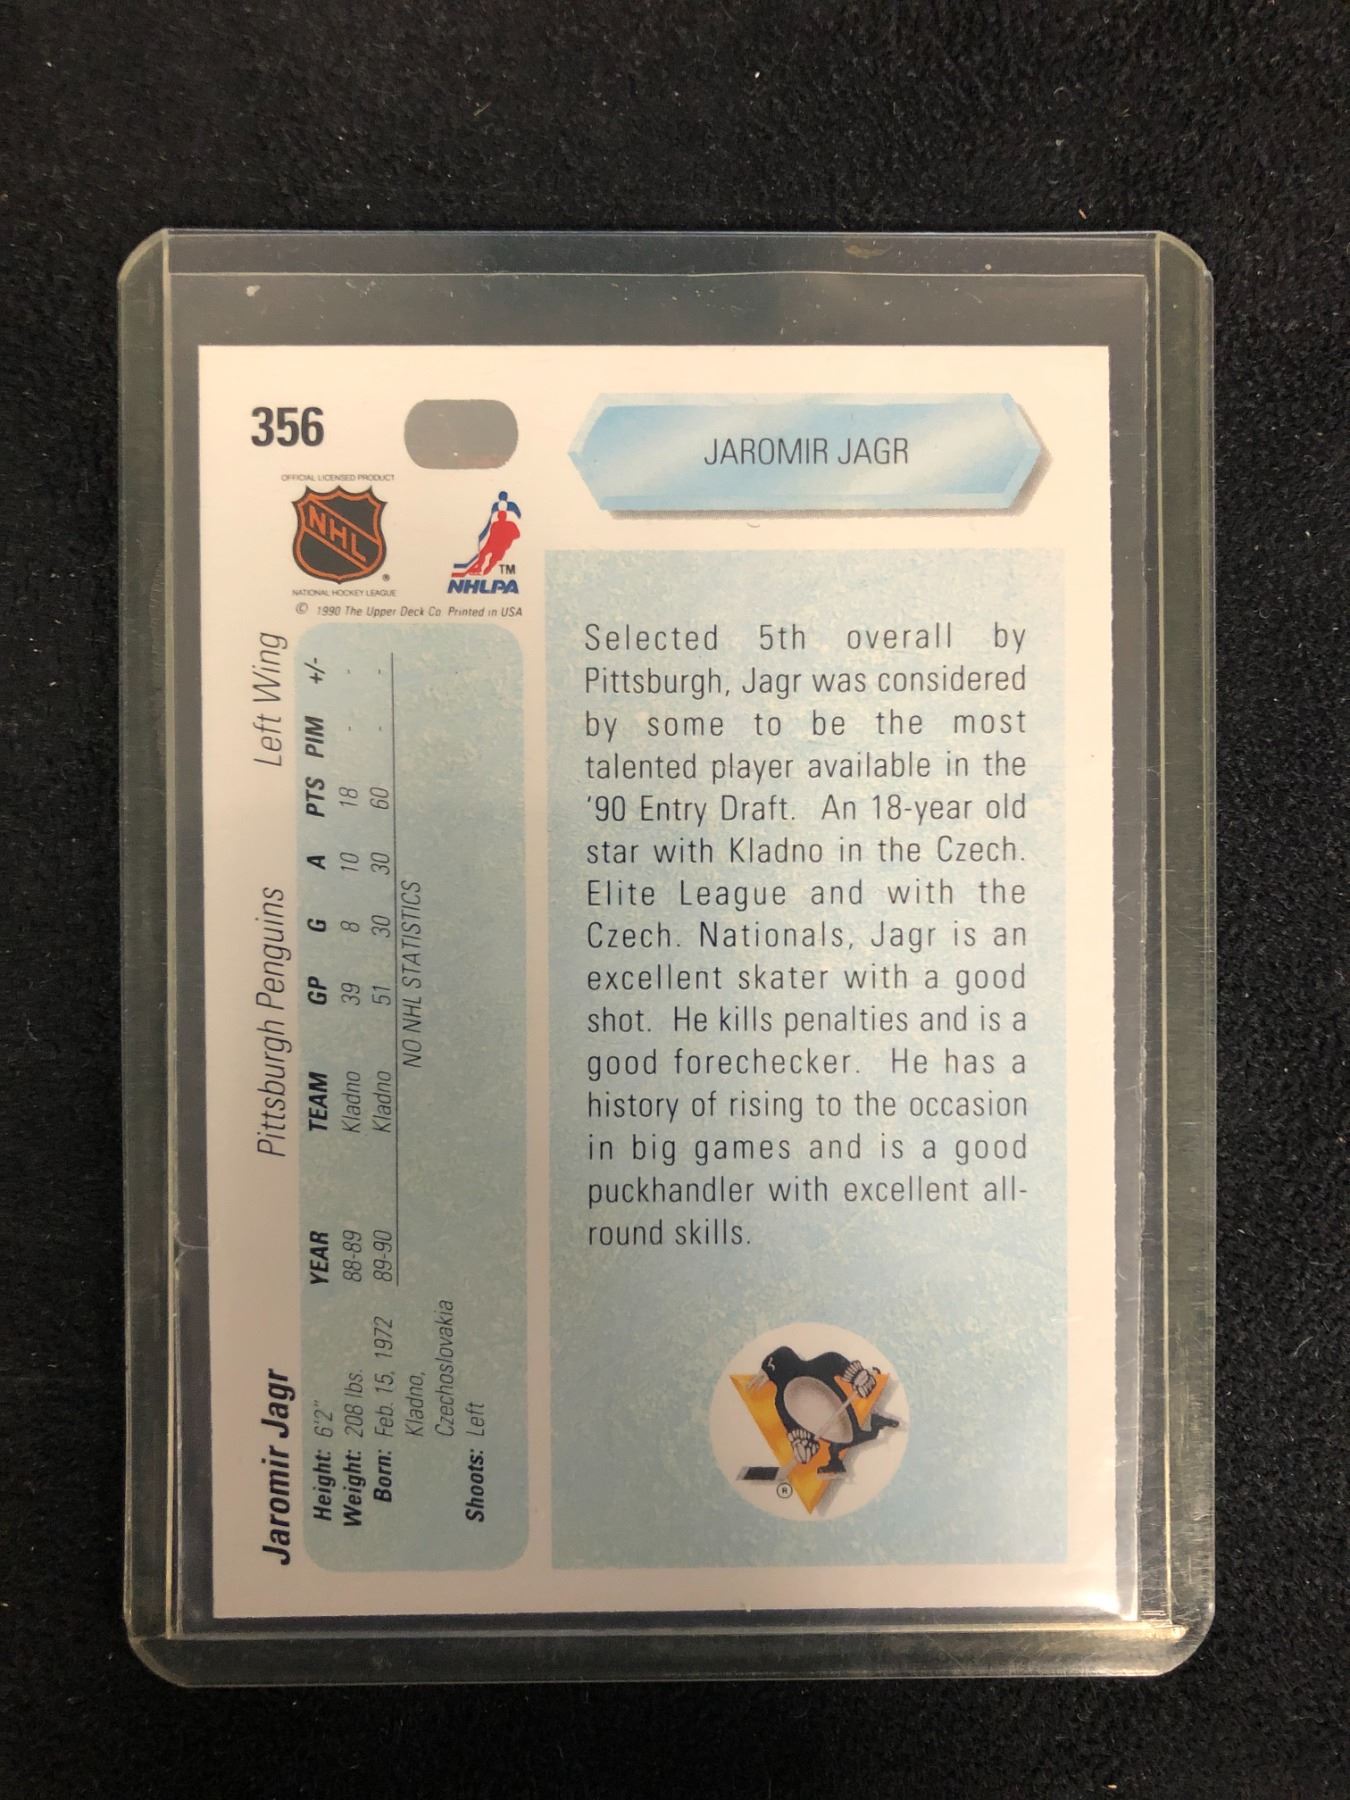 356
OFFICIAL LICENSED PRODUCT
NHL
®
NATIONAL HOCKEY LEAGUE
TM
NHLPA
© 1990 The Upper Deck Co. Printed in USA
JAROMIR JAGR
Selected 5th overall by
Pittsburgh, Jagr was considered
by some to be the most
talented player available in the
'90 Entry Draft. An 18-year old
star with Kladno in the Czech.
Elite League and with the
Czech. Nationals, Jagr is an
excellent skater with a good
shot. He kills penalties and is a
good forechecker. He has a
history of rising to the occasion
in big games and is a good
puckhandler with excellent all-
round skills.
®
Jaromir Jagr Pittsburgh Penguins Left Wing
Height: 6'2"
Weight: 208 lbs.
Born: Feb. 15, 1972
Kladno,
Czechoslovakia
Shoots: Left
YEAR TEAM GP G A PTS PIM +/-
88-89 Kladno 39 8 10 18 - -
89-90 Kladno 51 30 30 60 - -
NO NHL STATISTICS